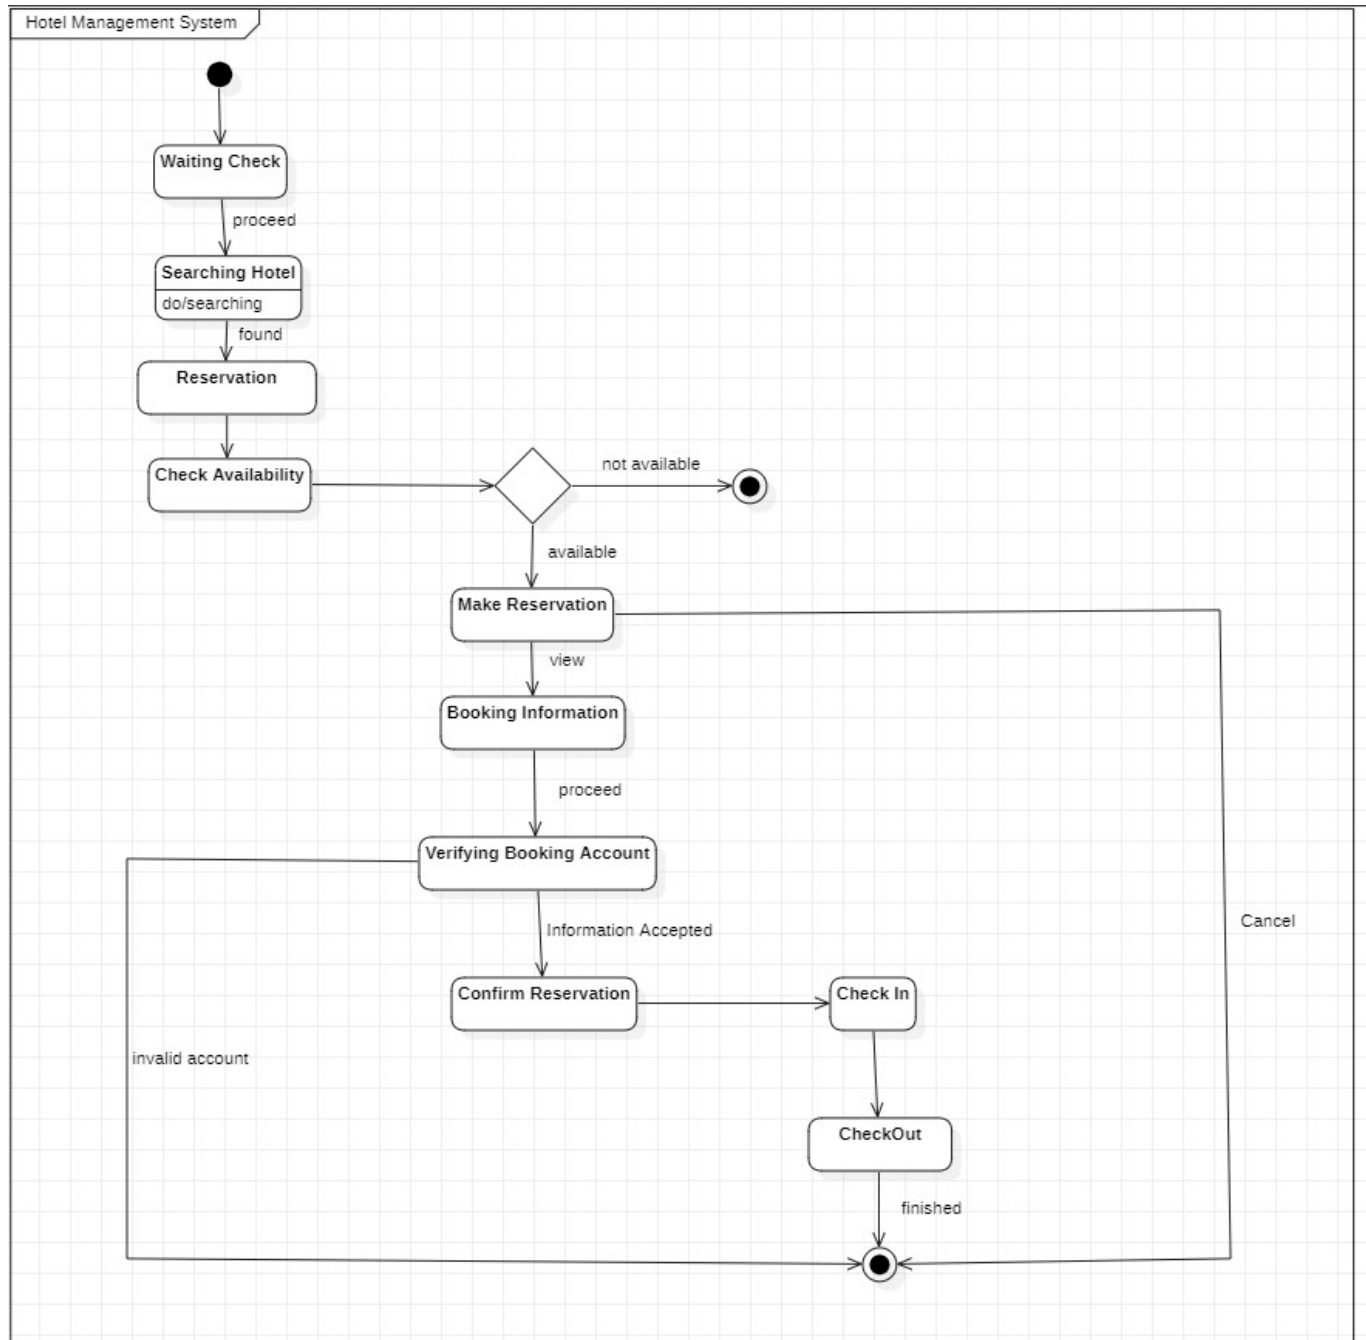 Hotel Management System
Waiting Check
proceed
Searching Hotel
do/searching
found
Reservation
Check Availability
not available
available
Make Reservation
view
Booking Information
proceed
Verifying Booking Account
Cancel
Information Accepted
Confirm Reservation
Check In
invalid account
CheckOut
finished